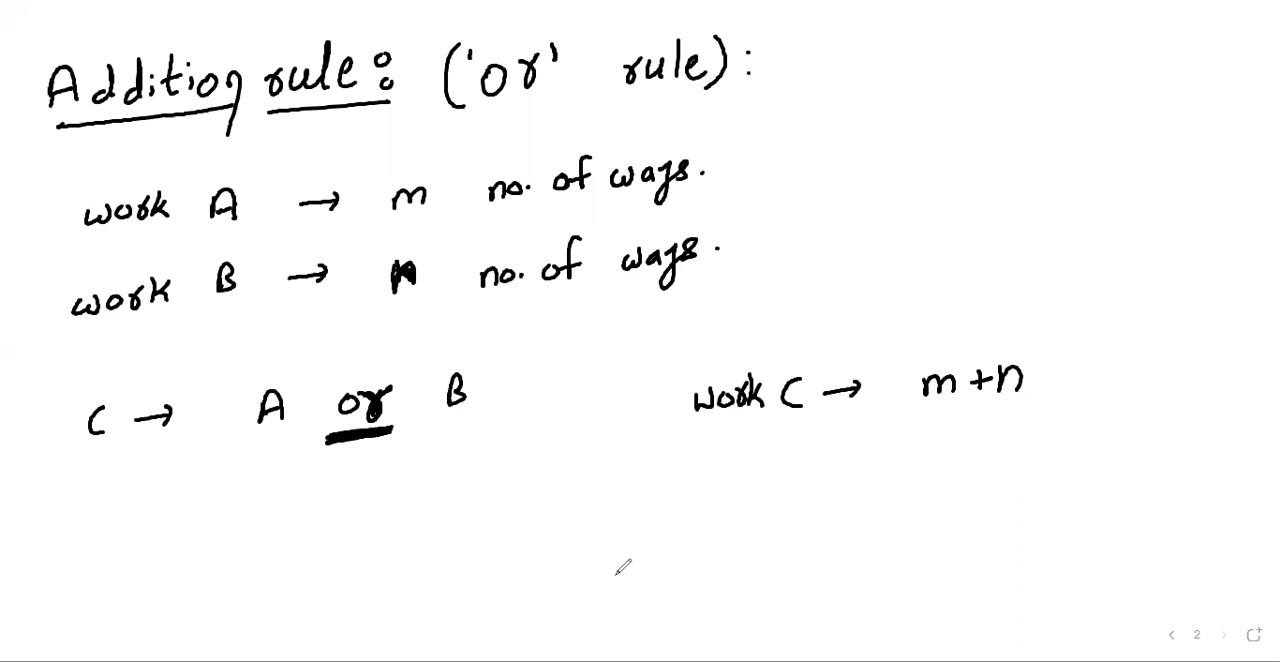 Addition rule: ('or' rule):
work A → m no. of ways.
work B → n no. of ways.
C → A or B work C → m+n
2